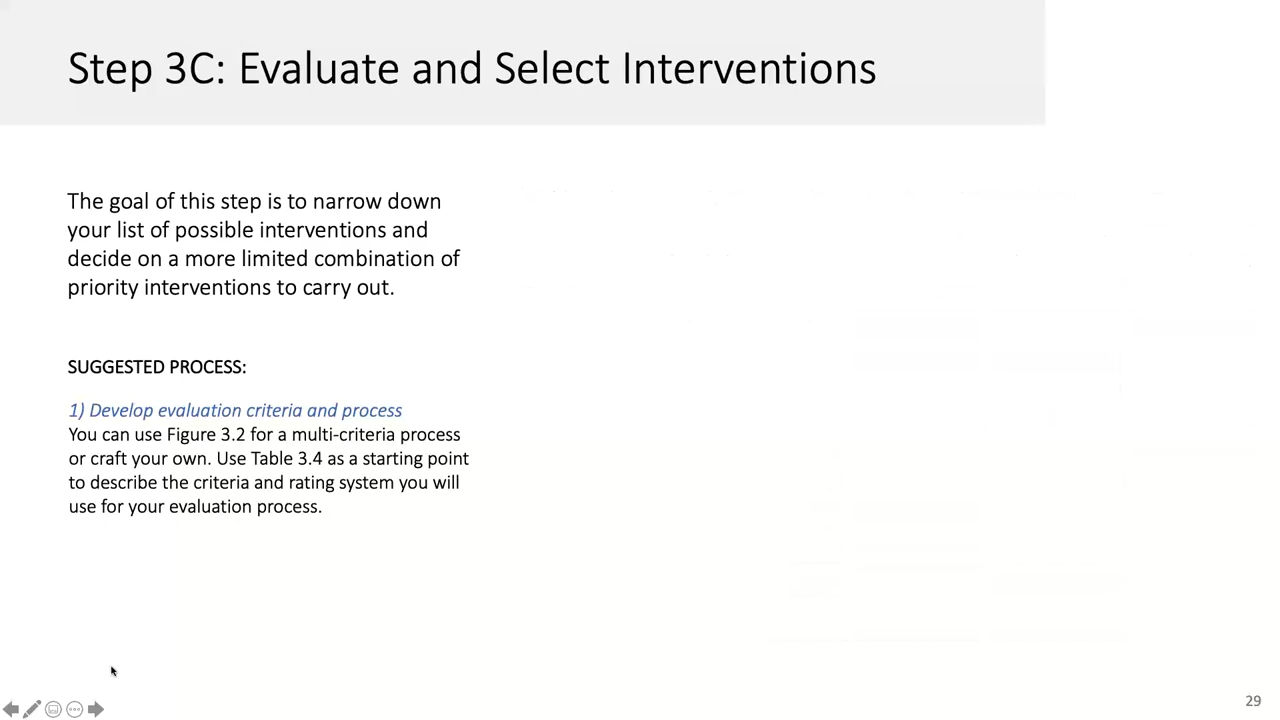 Step 3C: Evaluate and Select Interventions
The goal of this step is to narrow down
your list of possible interventions and
decide on a more limited combination of
priority interventions to carry out.
SUGGESTED PROCESS:
1) Develop evaluation criteria and process
You can use Figure 3.2 for a multi-criteria process
or craft your own. Use Table 3.4 as a starting point
to describe the criteria and rating system you will
use for your evaluation process.
29